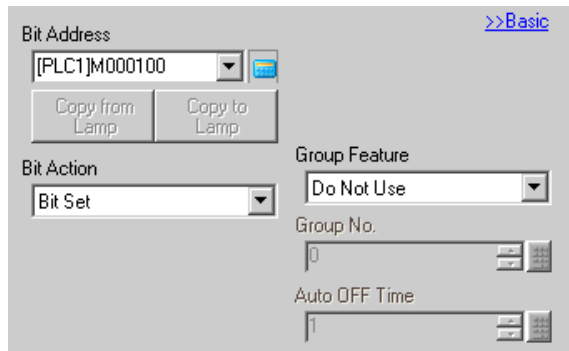 >>Basic
Bit Address
[PLC1]M000100
Copy from
Lamp
Copy to
Lamp
Bit Action
Bit Set
Group Feature
Do Not Use
Group No.
0
Auto OFF Time
1